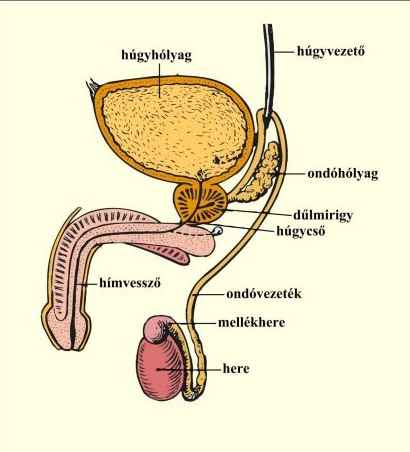 húgyhólyag
húgyvezető
ondóhólyag
dűlmirigy
húgycső
hímvessző
ondóvezeték
mellékhere
here